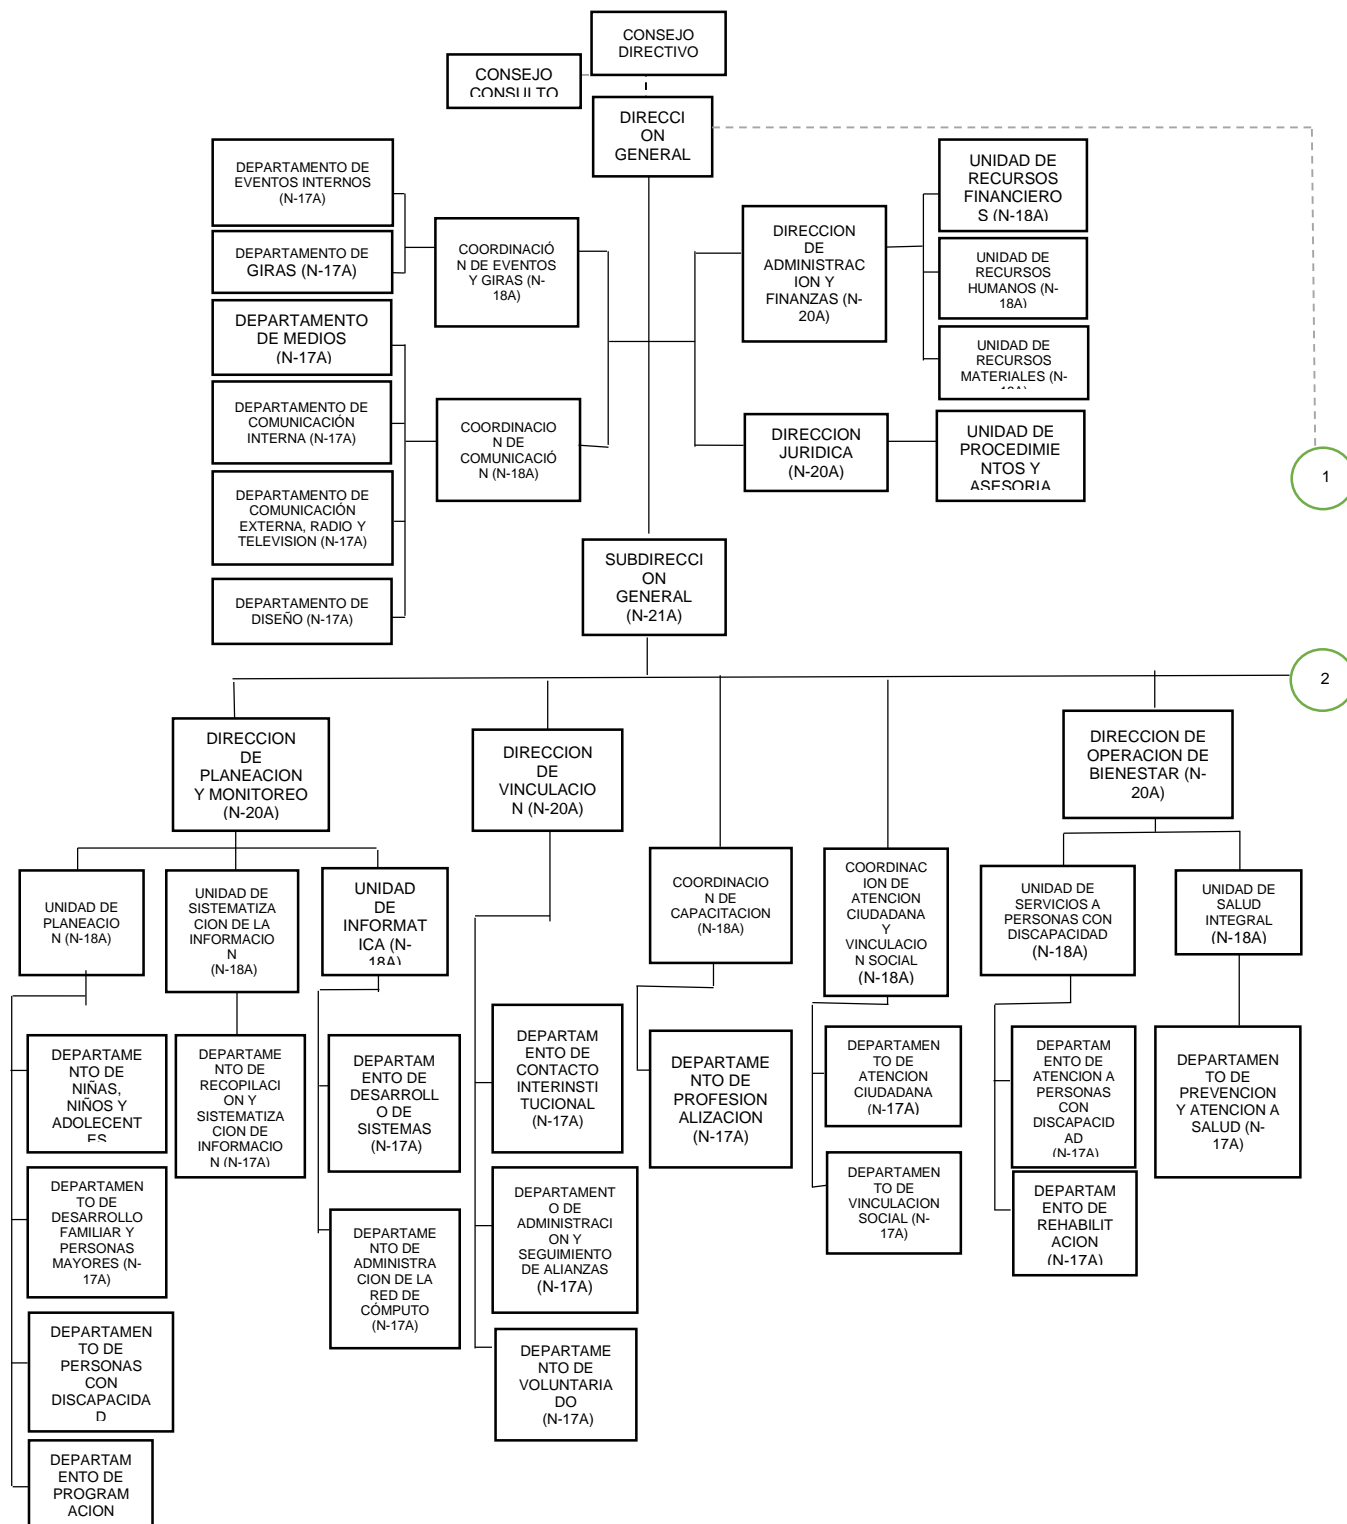 CONSEJO
DIRECTIVO
CONSEJO
CONSULTO
DIRECCI
ON
GENERAL
DEPARTAMENTO DE
EVENTOS INTERNOS
(N-17A)
DEPARTAMENTO DE
GIRAS (N-17A)
DEPARTAMENTO
DE MEDIOS
(N-17A)
DEPARTAMENTO DE
COMUNICACIÓN
INTERNA (N-17A)
DEPARTAMENTO DE
COMUNICACIÓN
EXTERNA, RADIO Y
TELEVISION (N-17A)
DEPARTAMENTO DE
DISEÑO (N-17A)
COORDINACIÓ
N DE EVENTOS
Y GIRAS (N-
18A)
COORDINACIO
N DE
COMUNICACIÓ
N (N-18A)
DIRECCION
DE
ADMINISTRAC
ION Y
FINANZAS (N-
20A)
DIRECCION
JURIDICA
(N-20A)
UNIDAD DE
RECURSOS
FINANCIERO
S (N-18A)
UNIDAD DE
RECURSOS
HUMANOS (N-
18A)
UNIDAD DE
RECURSOS
MATERIALES (N-
18A)
UNIDAD DE
PROCEDIMIE
NTOS Y
ASESORIA
1
SUBDIRECCI
ON
GENERAL
(N-21A)
2
DIRECCION
DE
PLANEACION
Y MONITOREO
(N-20A)
DIRECCION
DE
VINCULACIO
N (N-20A)
DIRECCION DE
OPERACION DE
BIENESTAR (N-
20A)
UNIDAD DE
PLANEACIO
N (N-18A)
UNIDAD DE
SISTEMATIZA
CION DE LA
INFORMACIO
N
(N-18A)
UNIDAD
DE
INFORMAT
ICA (N-
18A)
COORDINACIO
N DE
CAPACITACION
(N-18A)
COORDINAC
ION DE
ATENCION
CIUDADANA
Y
VINCULACIO
N SOCIAL
(N-18A)
UNIDAD DE
SERVICIOS A
PERSONAS CON
DISCAPACIDAD
(N-18A)
UNIDAD DE
SALUD
INTEGRAL
(N-18A)
DEPARTAME
NTO DE
NIÑAS,
NIÑOS Y
ADOLECENT
ES
DEPARTAME
NTO DE
RECOPILACI
ON Y
SISTEMATIZA
CION DE
INFORMACIO
N (N-17A)
DEPARTAM
ENTO DE
DESARROLL
O DE
SISTEMAS
(N-17A)
DEPARTAM
ENTO DE
CONTACTO
INTERINSTI
TUCIONAL
(N-17A)
DEPARTAME
NTO DE
PROFESION
ALIZACION
(N-17A)
DEPARTAMEN
TO DE
ATENCION
CIUDADANA
(N-17A)
DEPARTAM
ENTO DE
ATENCION A
PERSONAS
CON
DISCAPACID
AD
(N-17A)
DEPARTAMEN
TO DE
PREVENCION
Y ATENCION A
SALUD (N-
17A)
DEPARTAMEN
TO DE
DESARROLLO
FAMILIAR Y
PERSONAS
MAYORES (N-
17A)
DEPARTAME
NTO DE
ADMINISTRA
CION DE LA
RED DE
CÓMPUTO
(N-17A)
DEPARTAMENT
O DE
ADMINISTRACI
ON Y
SEGUIMIENTO
DE ALIANZAS
(N-17A)
DEPARTAMEN
TO DE
VINCULACION
SOCIAL (N-
17A)
DEPARTAM
ENTO DE
REHABILIT
ACION
(N-17A)
DEPARTAMEN
TO DE
PERSONAS
CON
DISCAPACIDA
D
DEPARTAME
NTO DE
VOLUNTARIA
DO
(N-17A)
DEPARTAM
ENTO DE
PROGRAM
ACION